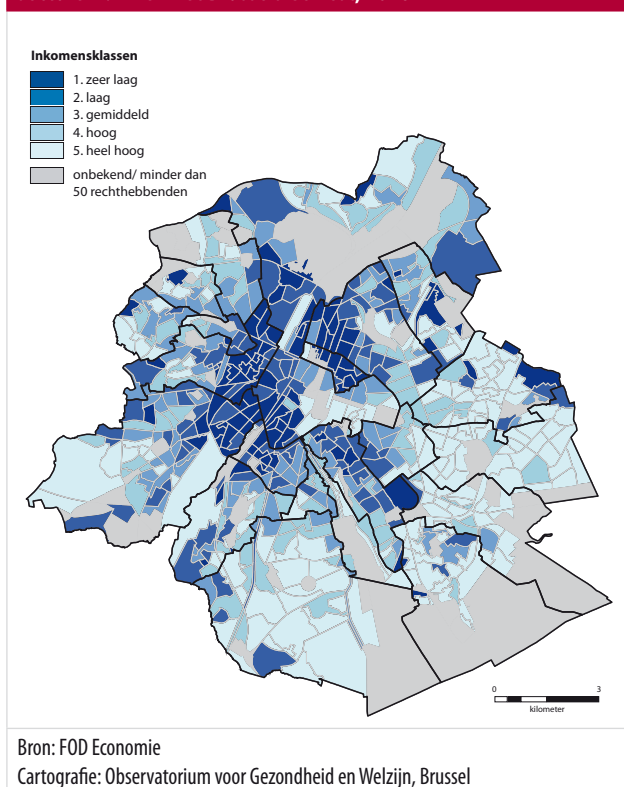 Inkomensklassen
1. zeer laag
2. laag
3. gemiddeld
4. hoog
5. heel hoog
onbekend/ minder dan
50 rechthebbenden
0 3
kilometer
Bron: FOD Economie
Cartografie: Observatorium voor Gezondheid en Welzijn, Brussel